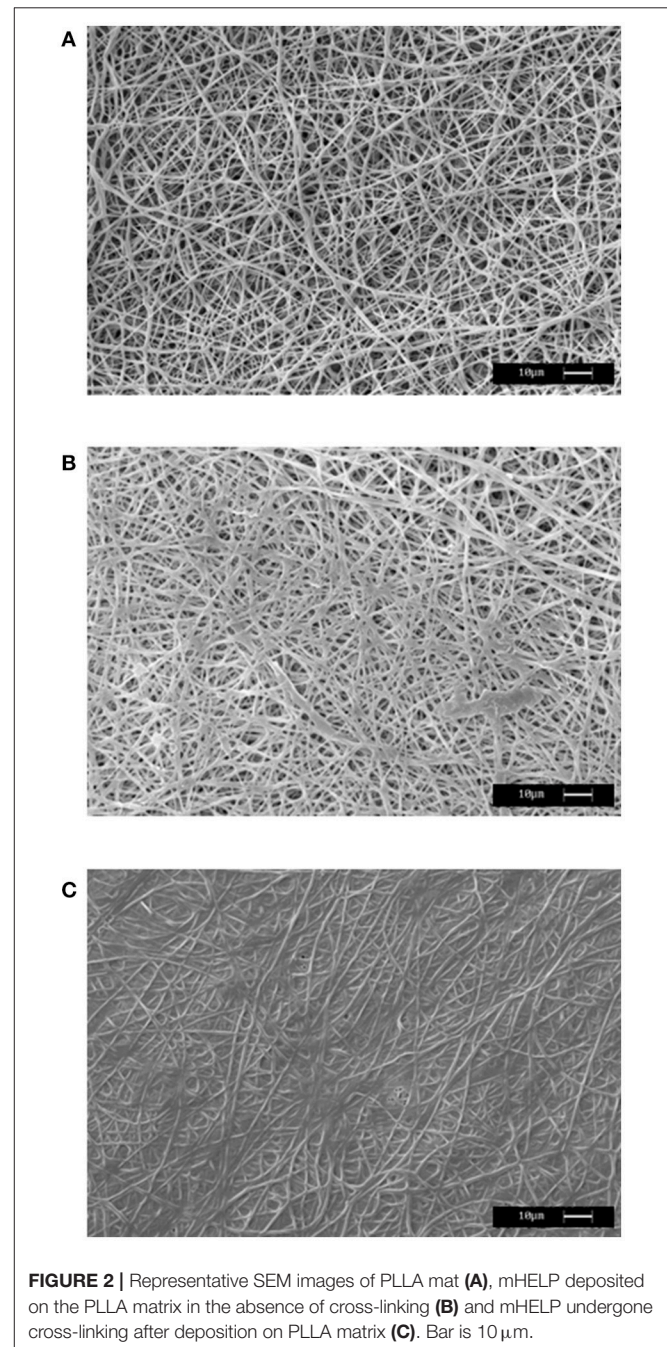 A
10µm
B
10µm
C
10µm
FIGURE 2 | Representative SEM images of PLLA mat (A), mHELP deposited
on the PLLA matrix in the absence of cross-linking (B) and mHELP undergone
cross-linking after deposition on PLLA matrix (C). Bar is 10 µm.